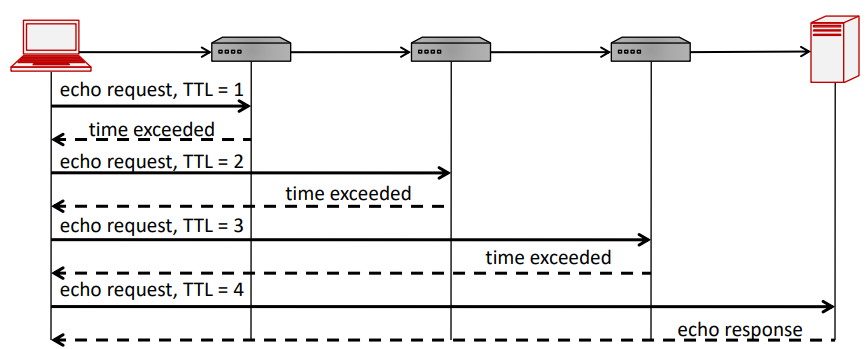 echo request, TTL = 1
time exceeded
echo request, TTL = 2
time exceeded
echo request, TTL = 3
time exceeded
echo request, TTL = 4
echo response